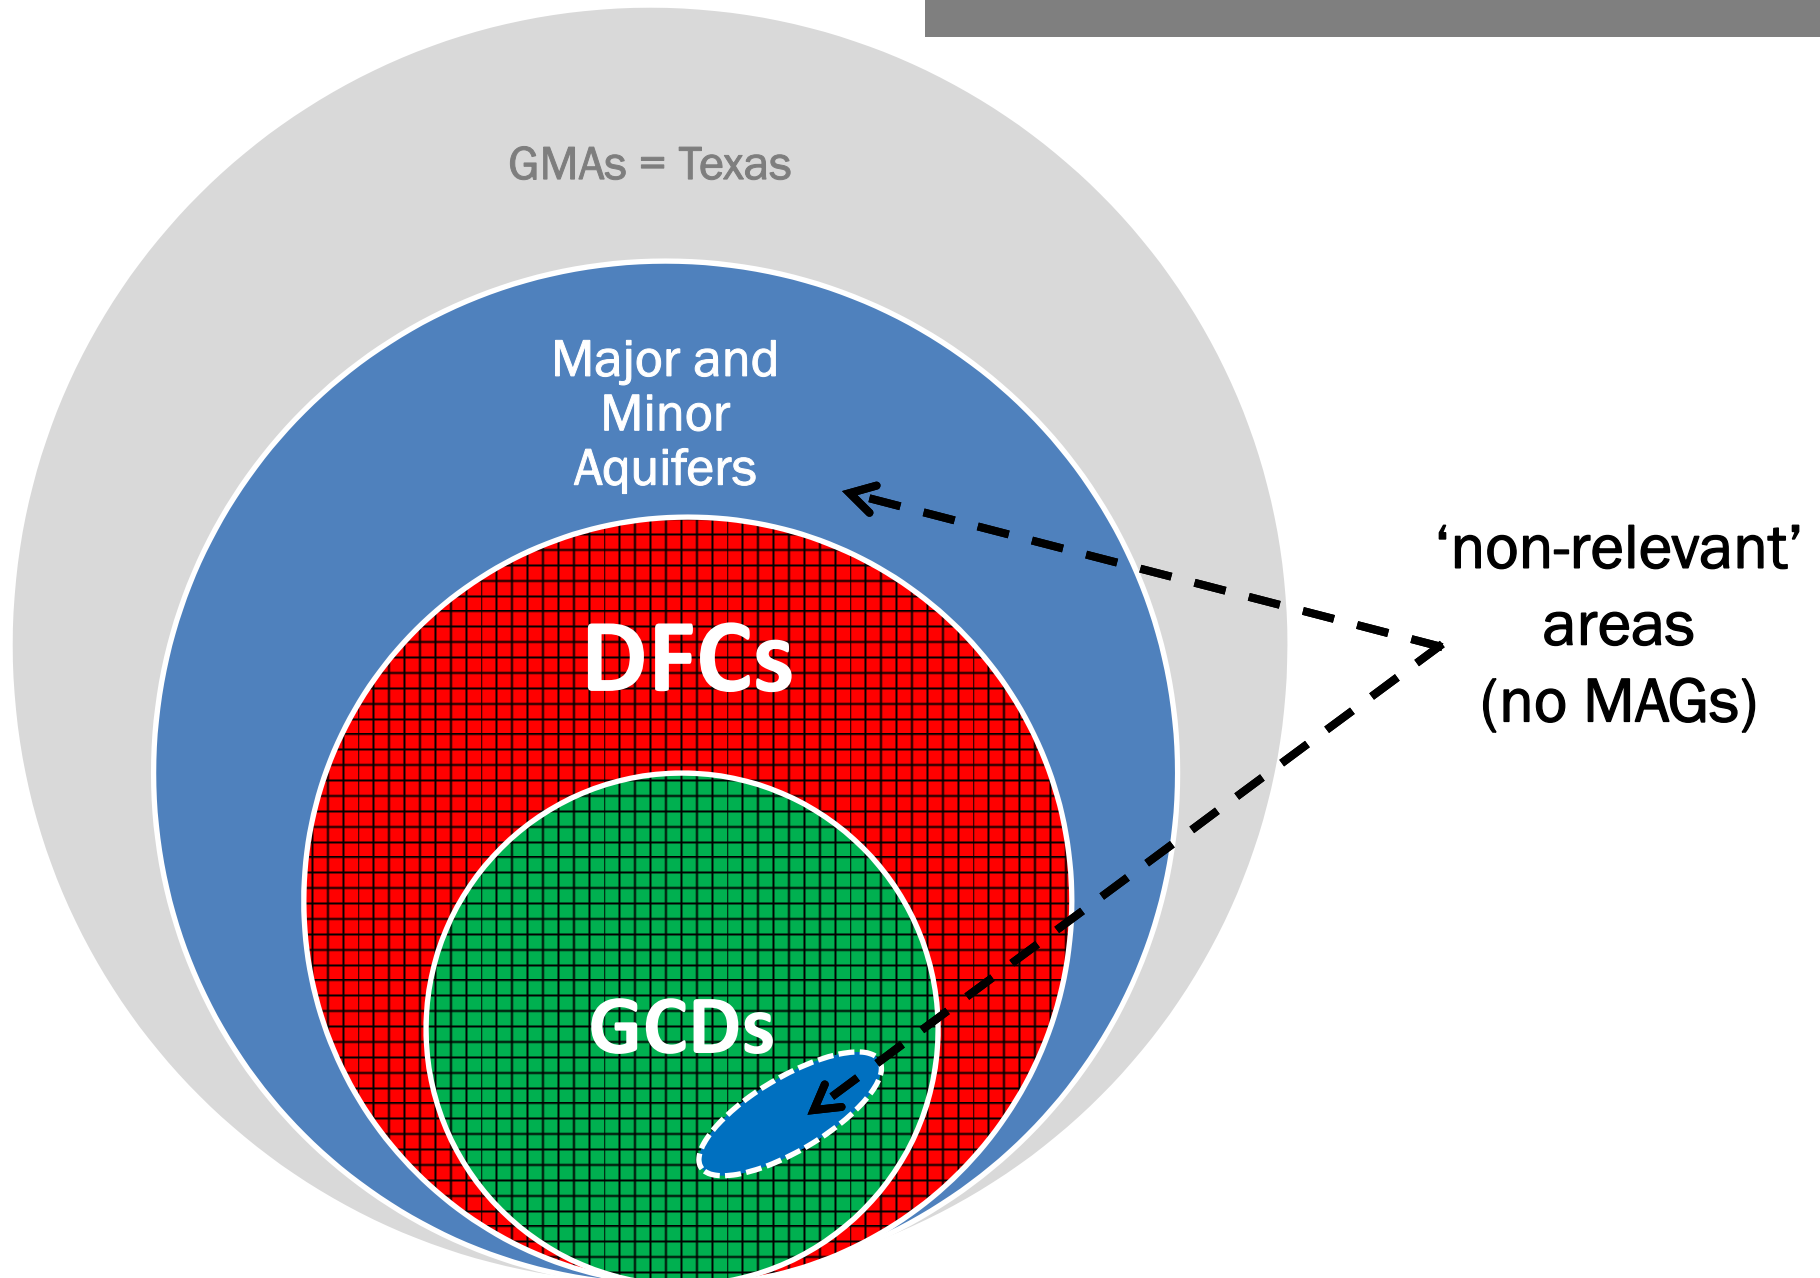 GMAs = Texas
Major and
Minor
Aquifers
DFCs
GCDs
‘non-relevant’
areas
(no MAGs)